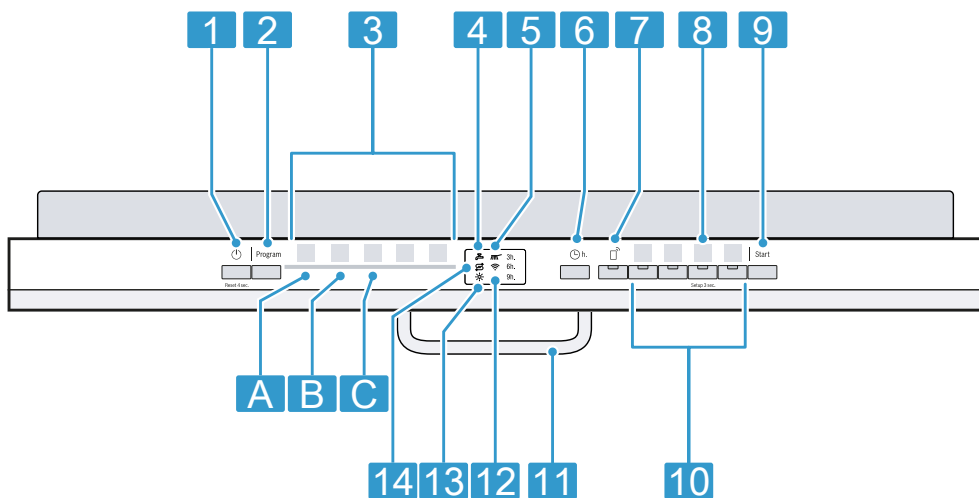 1 2 3 4 5 6 7 8 9
Program 3h. h. Start
6h.
9h.
Reset 4 sec. Setup 3 sec.
A B C
14 13 12 11 10